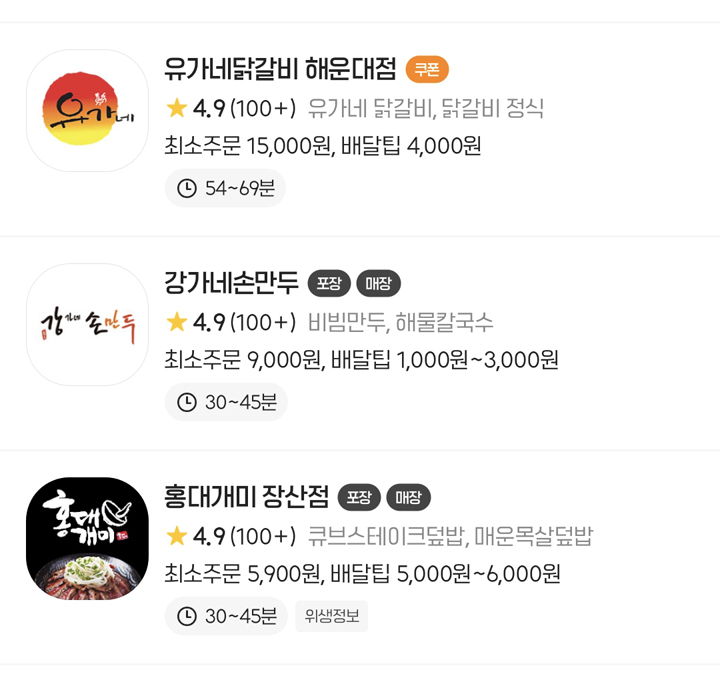 유가네닭갈비 해운대점 쿠폰
유가네
4.9(100+) 유가네 닭갈비, 닭갈비 정식
최소주문 15,000원, 배달팁 4,000원
54~69분
강가네손만두 포장 매장
강가네 손만두
4.9(100+) 비빔만두, 해물칼국수
최소주문 9,000원, 배달팁 1,000원~3,000원
30~45분
홍대개미 장산점 포장 매장
홍대
개미
4.9(100+) 큐브스테이크덮밥, 매운목살덮밥
최소주문 5,900원, 배달팁 5,000원~6,000원
30~45분 위생정보